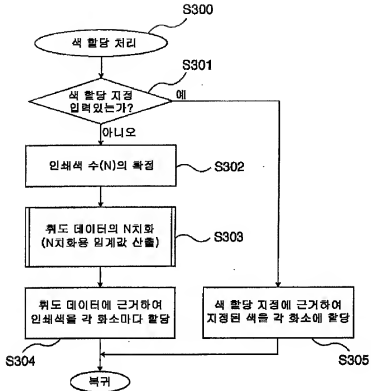 S300
색 할당 처리
S301
색 할당 지정
입력있는가?
예
아니오
인쇄색 수(N)의 확정
S302
휘도 데이터의 N치화
(N치화용 임계값 산출)
S303
휘도 데이터에 근거하여
인쇄색을 각 화소마다 할당
색 할당 지정에 근거하여
지정된 색을 각 화소에 할당
S304
S305
복귀